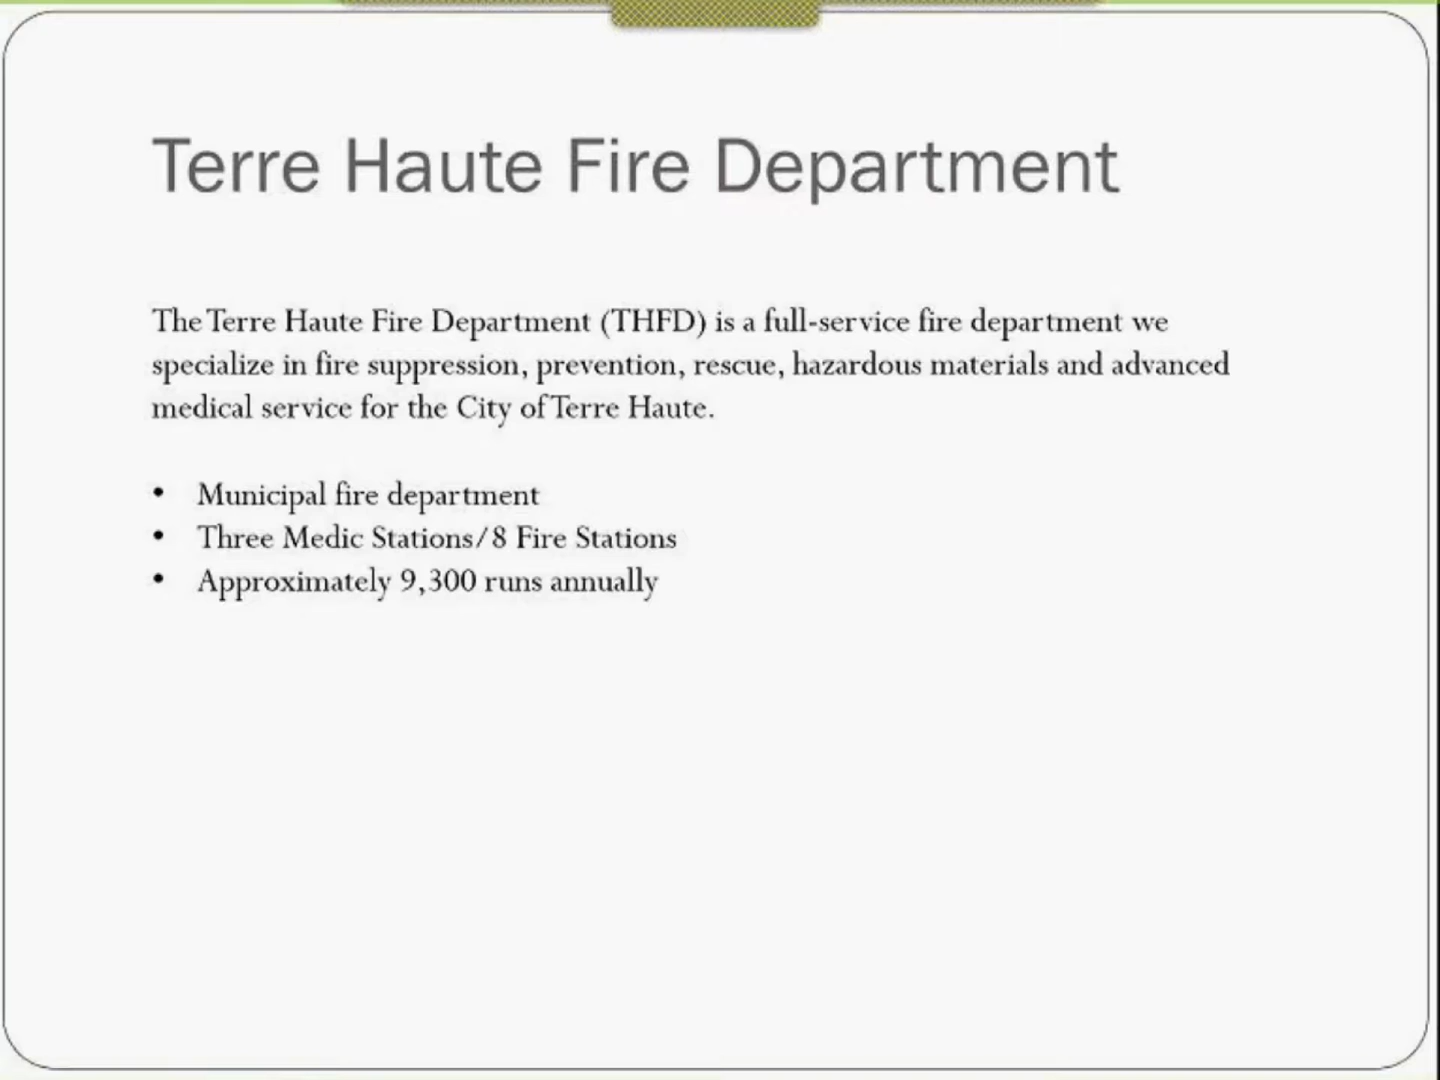 Terre Haute Fire Department
The Terre Haute Fire Department (THFD) is a full-service fire department we
specialize in fire suppression, prevention, rescue, hazardous materials and advanced
medical service for the City of Terre Haute.
• Municipal fire department
• Three Medic Stations/8 Fire Stations
• Approximately 9,300 runs annually